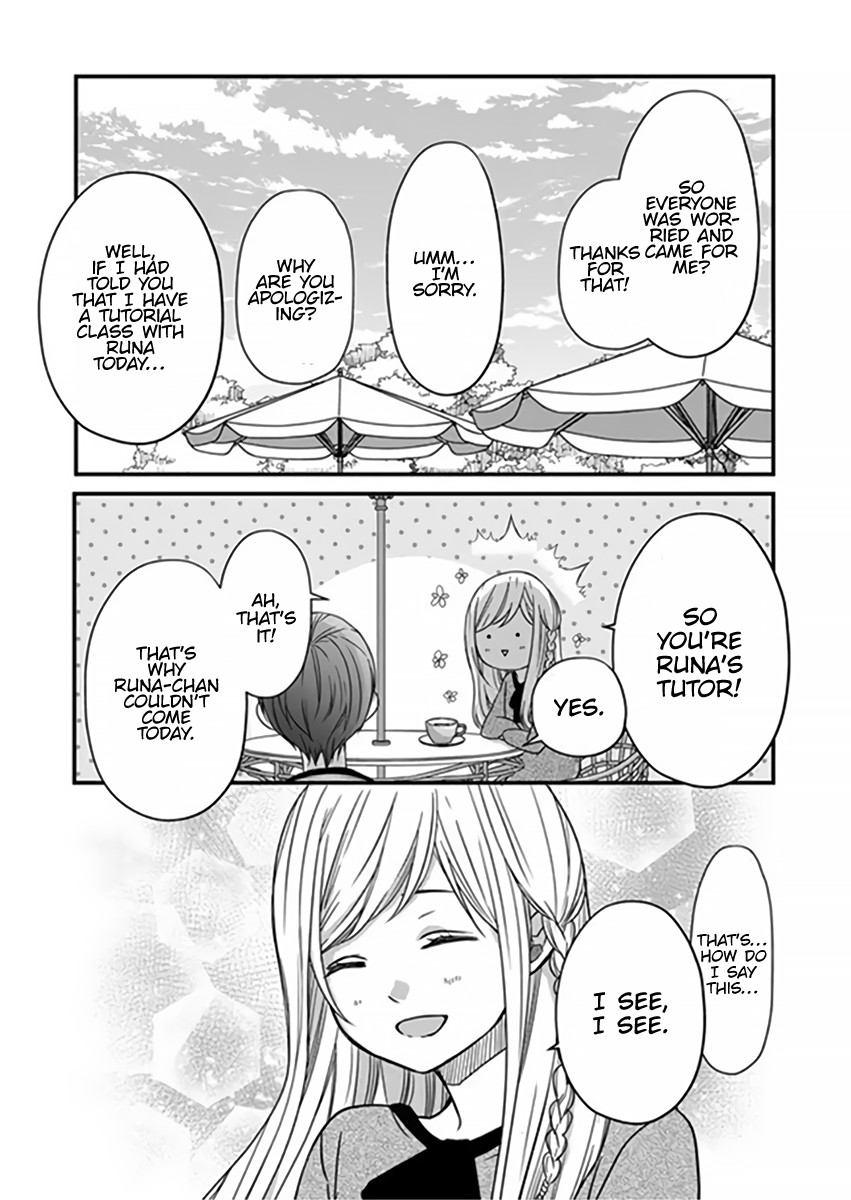 SO
EVERYONE
WAS WOR-
RIED AND
CAME FOR
ME?
THANKS
FOR
THAT!
UMM...
I'M
SORRY.
WHY
ARE YOU
APOLOGIZ-
ING?
WELL,
IF I HAD
TOLD YOU
THAT I HAVE
A TUTORIAL
CLASS WITH
RUNA
TODAY...
SO
YOU'RE
RUNA'S
TUTOR!
YES.
AH,
THAT'S
IT!
THAT'S
WHY
RUNA-CHAN
COULDN'T
COME
TODAY.
THAT'S...
HOW DO
I SAY
THIS...
I SEE,
I SEE.